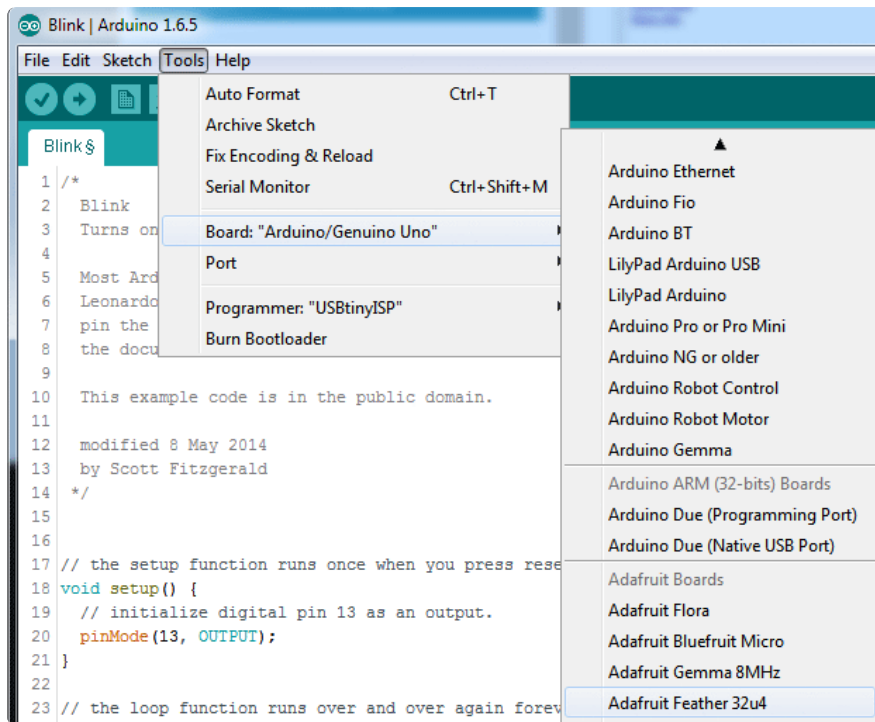 Blink | Arduino 1.6.5
File Edit Sketch Tools Help
Auto Format Ctrl+T
Archive Sketch
Fix Encoding & Reload
Serial Monitor Ctrl+Shift+M
Board: "Arduino/Genuino Uno"
Port
Programmer: "USBtinyISP"
Burn Bootloader
Arduino Ethernet
Arduino Fio
Arduino BT
LilyPad Arduino USB
LilyPad Arduino
Arduino Pro or Pro Mini
Arduino NG or older
Arduino Robot Control
Arduino Robot Motor
Arduino Gemma
Arduino ARM (32-bits) Boards
Arduino Due (Programming Port)
Arduino Due (Native USB Port)
Adafruit Boards
Adafruit Flora
Adafruit Bluefruit Micro
Adafruit Gemma 8MHz
Adafruit Feather 32u4
Blink §
1 /*
2 Blink
3 Turns on
4
5 Most Ard
6 Leonardo
7 pin the
8 the docu
9
10 This example code is in the public domain.
11
12 modified 8 May 2014
13 by Scott Fitzgerald
14 */
15
16
17 // the setup function runs once when you press rese
18 void setup() {
19 // initialize digital pin 13 as an output.
20 pinMode(13, OUTPUT);
21 }
22
23 // the loop function runs over and over again forev